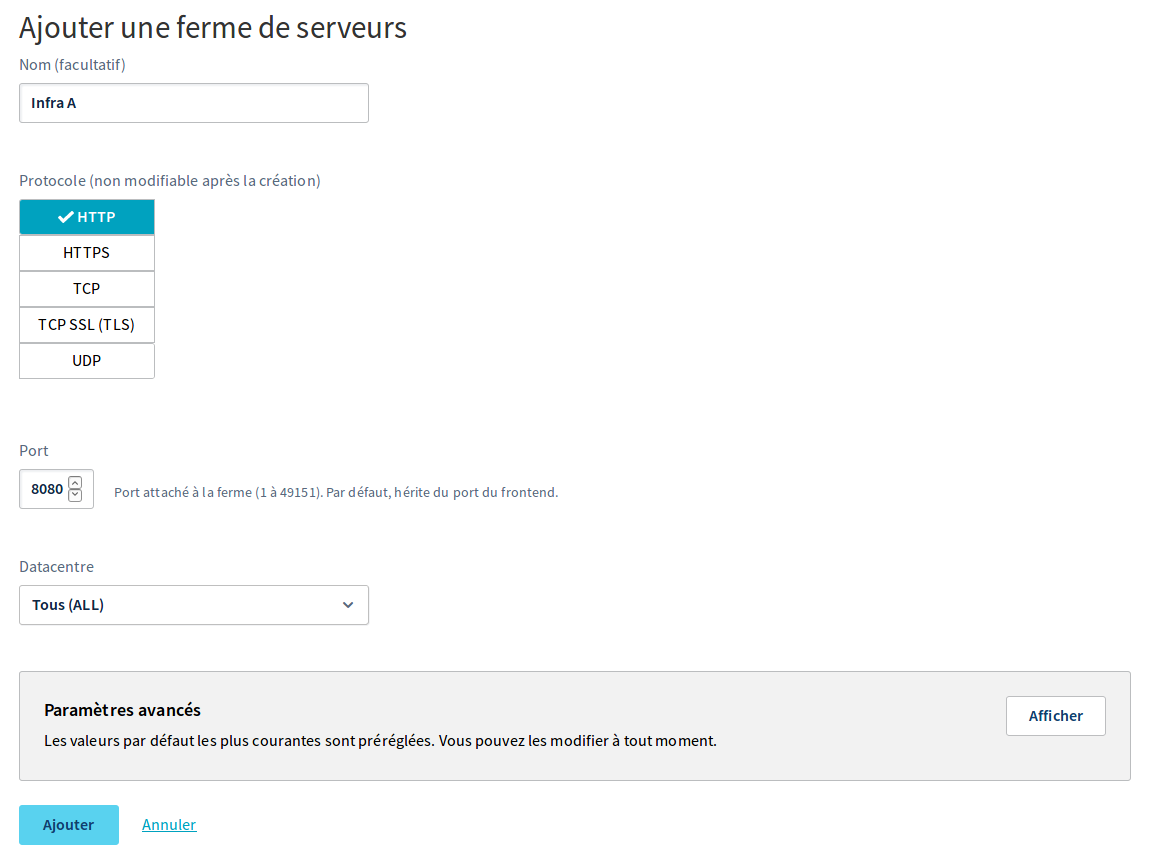 Ajouter une ferme de serveurs
Nom (facultatif)
Infra A
Protocole (non modifiable après la création)
HTTP
HTTPS
TCP
TCP SSL (TLS)
UDP
Port
8080
Port attaché à la ferme (1 à 49151). Par défaut, hérite du port du frontend.
Datacentre
Tous (ALL)
Paramètres avancés
Afficher
Les valeurs par défaut les plus courantes sont préréglées. Vous pouvez les modifier à tout moment.
Ajouter Annuler